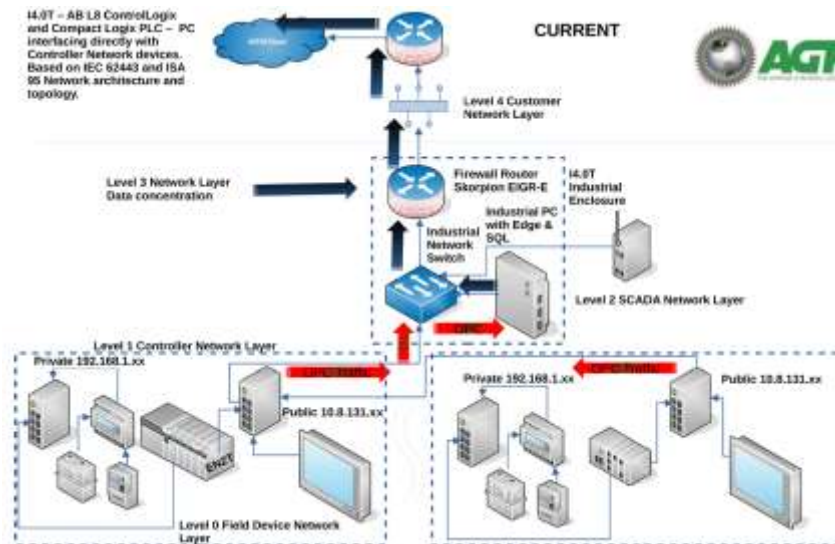 I4.0T – AB L8 ControlLogix
and Compact Logix PLC – PC
interfacing directly with
Controller Network devices.
Based on IEC 62443 and ISA
95 Network architecture and
topology.
CURRENT
AGT
Level 4 Customer
Network Layer
Level 3 Network Layer
Data concentration
Firewall Router
Skorpion EIGR-E
I4.0T
Industrial
Enclosure
Industrial PC
with Edge &
SQL
Industrial
Network
Switch
Level 2 SCADA Network Layer
OPC
Level 1 Controller Network Layer
Private 192.168.1.xx
OPC Traffic
Public 10.8.131.xx
EN2T
Level 0 Field Device Network
Layer
OPC Traffic
Private 192.168.1.xx
Public 10.8.131.xx